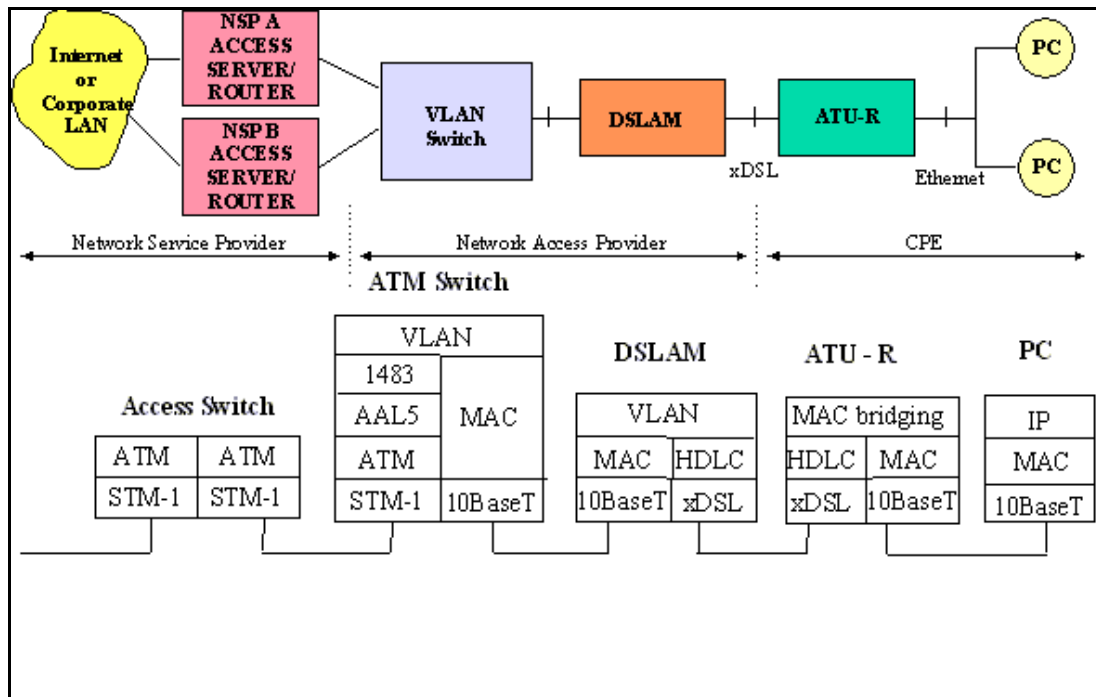 Internet
or
Corporate
LAN
NSP A
ACCESS
SERVER/
ROUTER
NSP B
ACCESS
SERVER/
ROUTER
VLAN
Switch
DSLAM
ATU-R
PC
PC
xDSL
Ethernet
Network Service Provider
Network Access Provider
CPE
ATM Switch
VLAN
1483
AAL5
MAC
ATM
STM-1
10BaseT
Access Switch
ATM
ATM
STM-1
STM-1
DSLAM
VLAN
MAC
HDLC
10BaseT
xDSL
ATU - R
MAC bridging
HDLC
MAC
xDSL
10BaseT
PC
IP
MAC
10BaseT